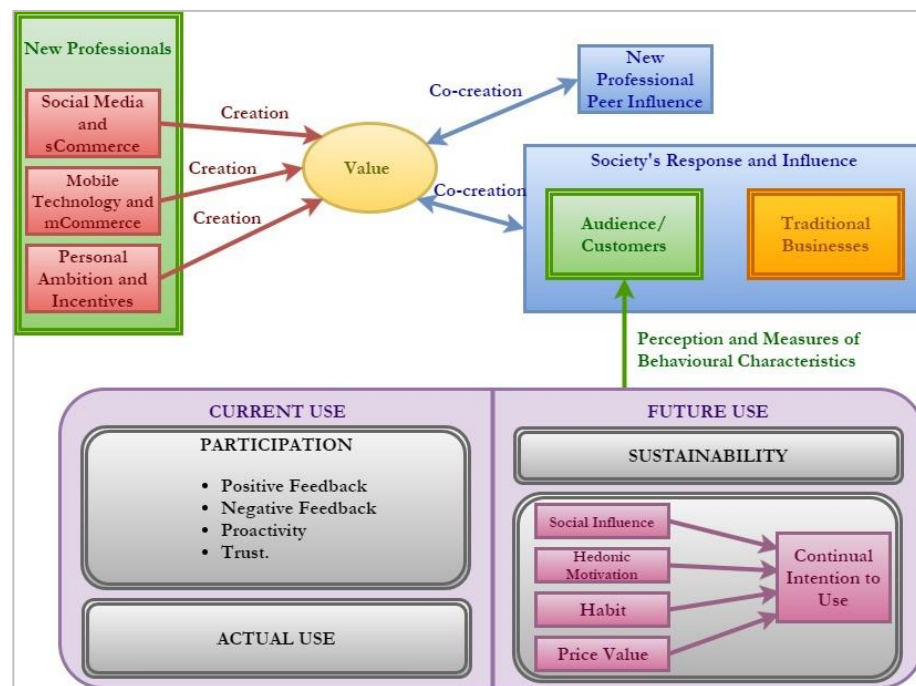 New Professionals
Social Media
and
sCommerce
Mobile
Technology and
mCommerce
Personal
Ambition and
Incentives
Creation
Creation
Creation
Value
Co-creation
Co-creation
New
Professional
Peer Influence
Society's Response and Influence
Audience/
Customers
Traditional
Businesses
Perception and Measures of
Behavioural Characteristics
CURRENT USE
PARTICIPATION
• Positive Feedback
• Negative Feedback
• Proactivity
• Trust.
ACTUAL USE
FUTURE USE
SUSTAINABILITY
Social Influence
Hedonic
Motivation
Habit
Price Value
Continual
Intention to
Use